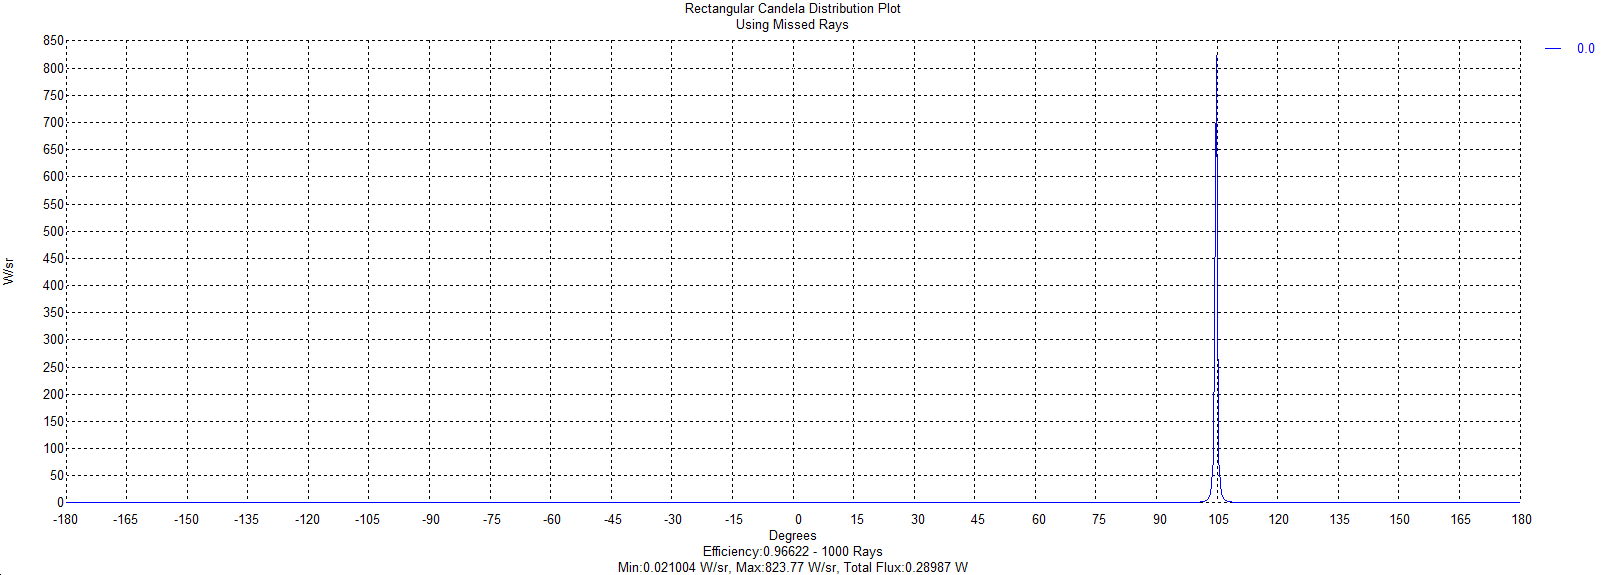 Rectangular Candela Distribution Plot
Using Missed Rays
850
800
750
700
650
600
550
500
450
400
350
300
250
200
150
100
50
0
W/sr
0.0
-180 -165 -150 -135 -120 -105 -90 -75 -60 -45 -30 -15 0 15 30 45 60 75 90 105 120 135 150 165 180
Degrees
Efficiency:0.96622 - 1000 Rays
Min:0.021004 W/sr, Max:823.77 W/sr, Total Flux:0.28987 W